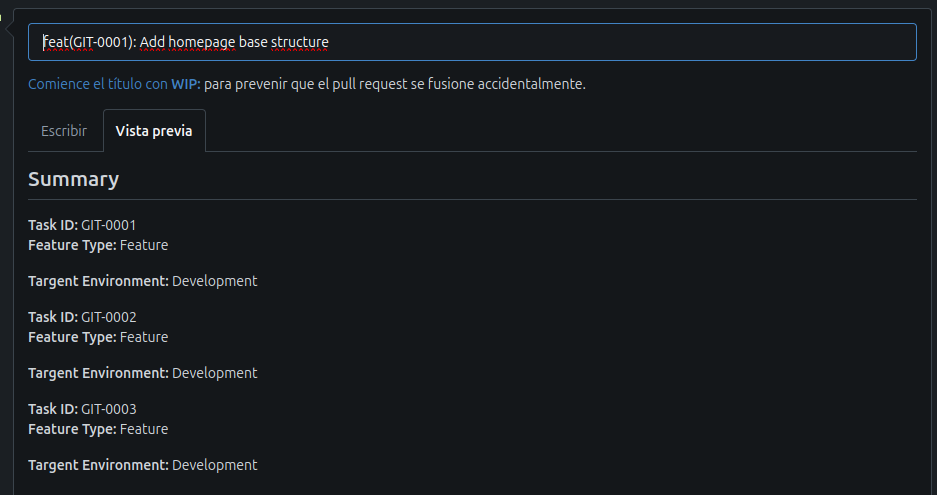 feat(GIT-0001): Add homepage base structure
Comience el título con WIP: para prevenir que el pull request se fusione accidentalmente.
Escribir
Vista previa
Summary
Task ID: GIT-0001
Feature Type: Feature
Targent Environment: Development
Task ID: GIT-0002
Feature Type: Feature
Targent Environment: Development
Task ID: GIT-0003
Feature Type: Feature
Targent Environment: Development